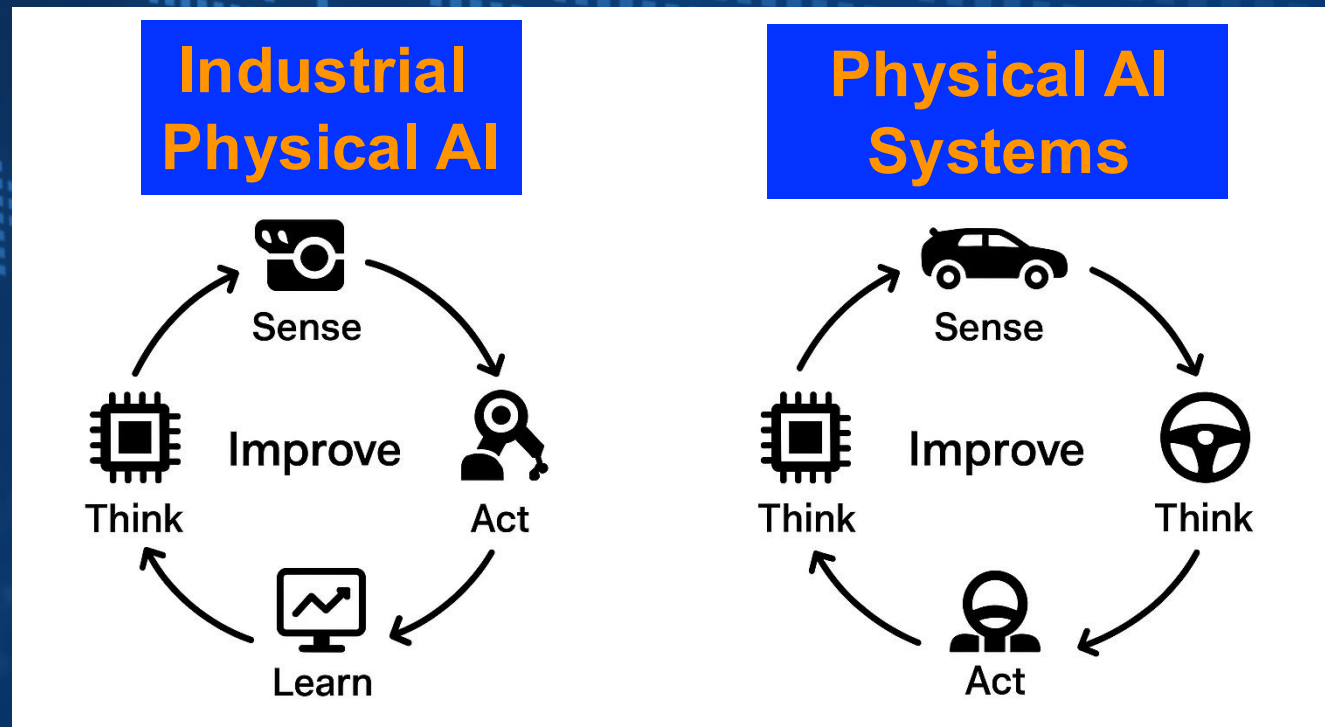 Industrial
Physical AI
Physical AI
Systems
Sense
Think
Improve
Act
Learn
Sense
Think
Improve
Think
Act